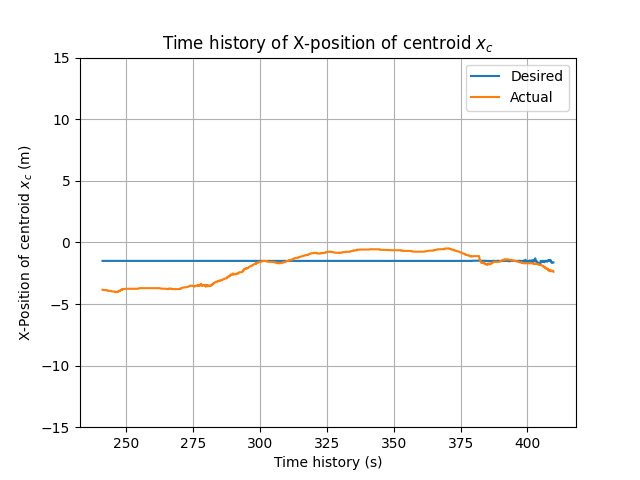 Time history of X-position of centroid x_c
Desired
Actual
15
10
5
0
−5
−10
−15
X-Position of centroid x_c (m)
250 275 300 325 350 375 400
Time history (s)